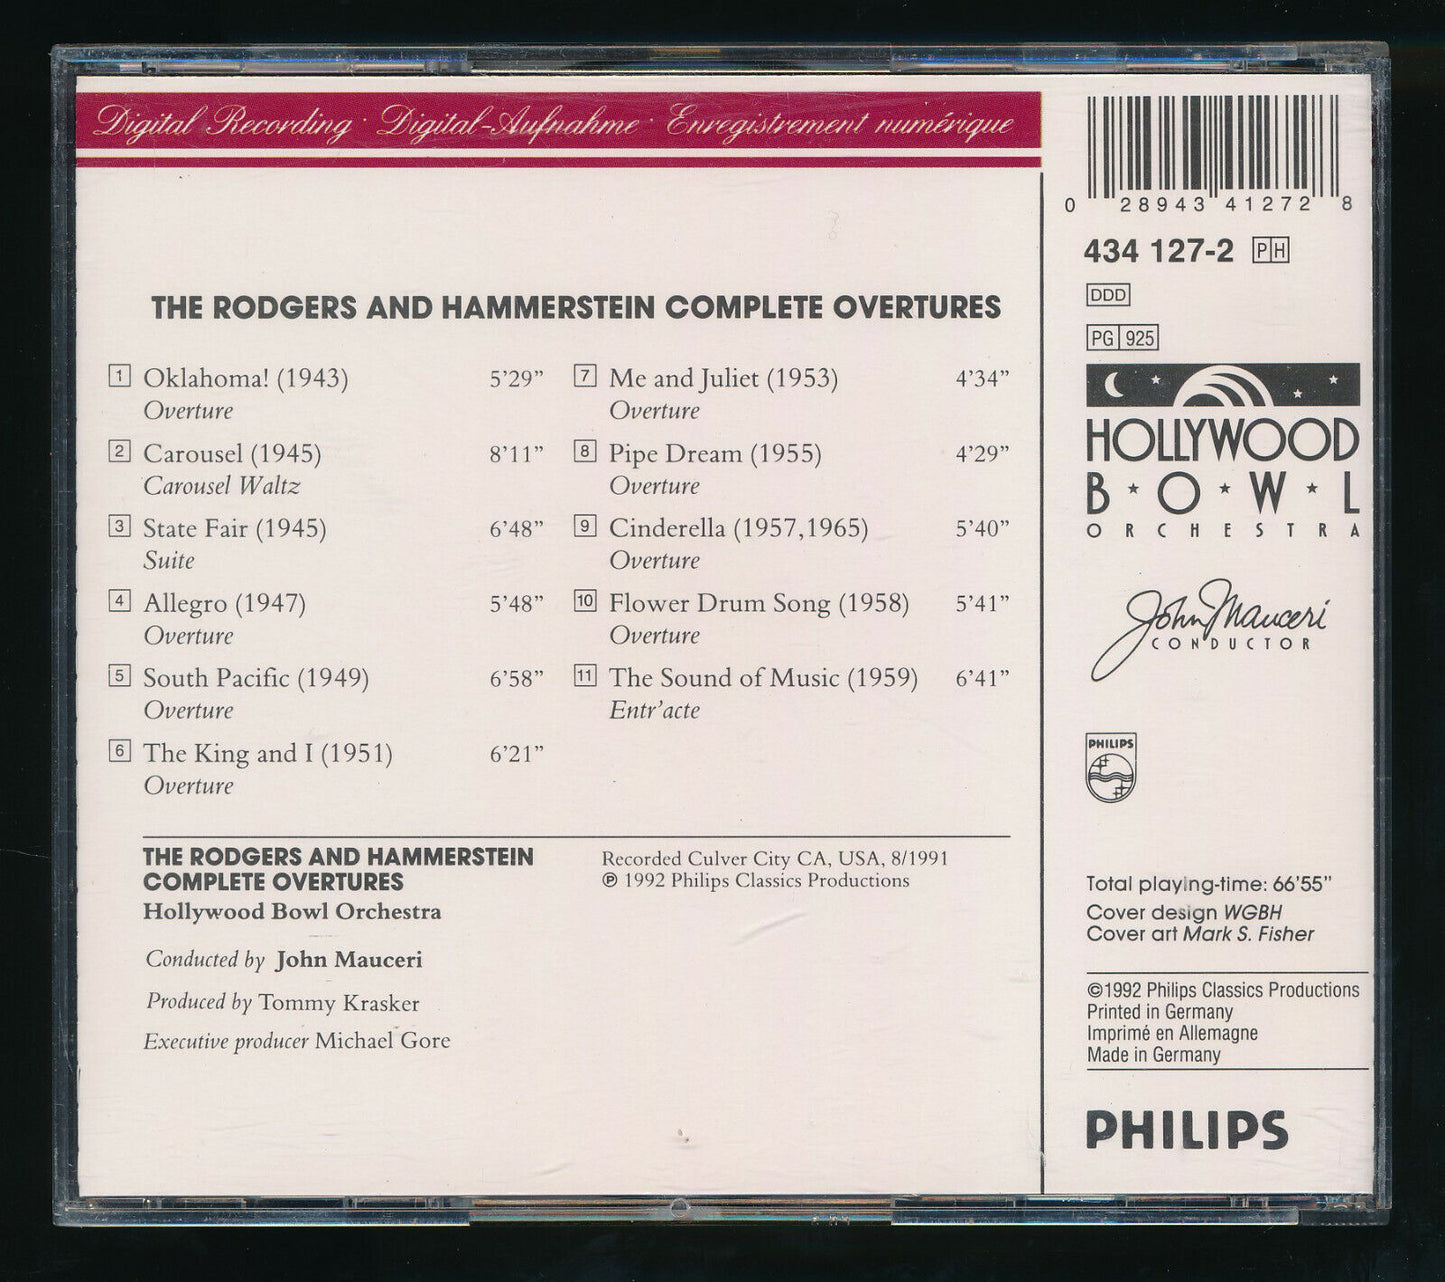 Digital Recording · Digital-Aufnahme · Enregistrement numérique
THE RODGERS AND HAMMERSTEIN COMPLETE OVERTURES
1 Oklahoma! (1943) 5’29”
Overture
2 Carousel (1945) 8’11”
Carousel Waltz
3 State Fair (1945) 6’48”
Suite
4 Allegro (1947) 5’48”
Overture
5 South Pacific (1949) 6’58”
Overture
6 The King and I (1951) 6’21”
Overture
7 Me and Juliet (1953) 4’34”
Overture
8 Pipe Dream (1955) 4’29”
Overture
9 Cinderella (1957,1965) 5’40”
Overture
10 Flower Drum Song (1958) 5’41”
Overture
11 The Sound of Music (1959) 6’41”
Entr’acte
THE RODGERS AND HAMMERSTEIN
COMPLETE OVERTURES
Hollywood Bowl Orchestra
Conducted by John Mauceri
Produced by Tommy Krasker
Executive producer Michael Gore
Recorded Culver City CA, USA, 8/1991
℗ 1992 Philips Classics Productions
0 28943 41272 8
434 127-2 PH
DDD
PG 925
HOLLYWOOD
B★O★W★L
ORCHESTRA
John Mauceri
CONDUCTOR
PHILIPS
Total playing-time: 66’55”
Cover design WGBH
Cover art Mark S. Fisher
©1992 Philips Classics Productions
Printed in Germany
Imprimé en Allemagne
Made in Germany
PHILIPS